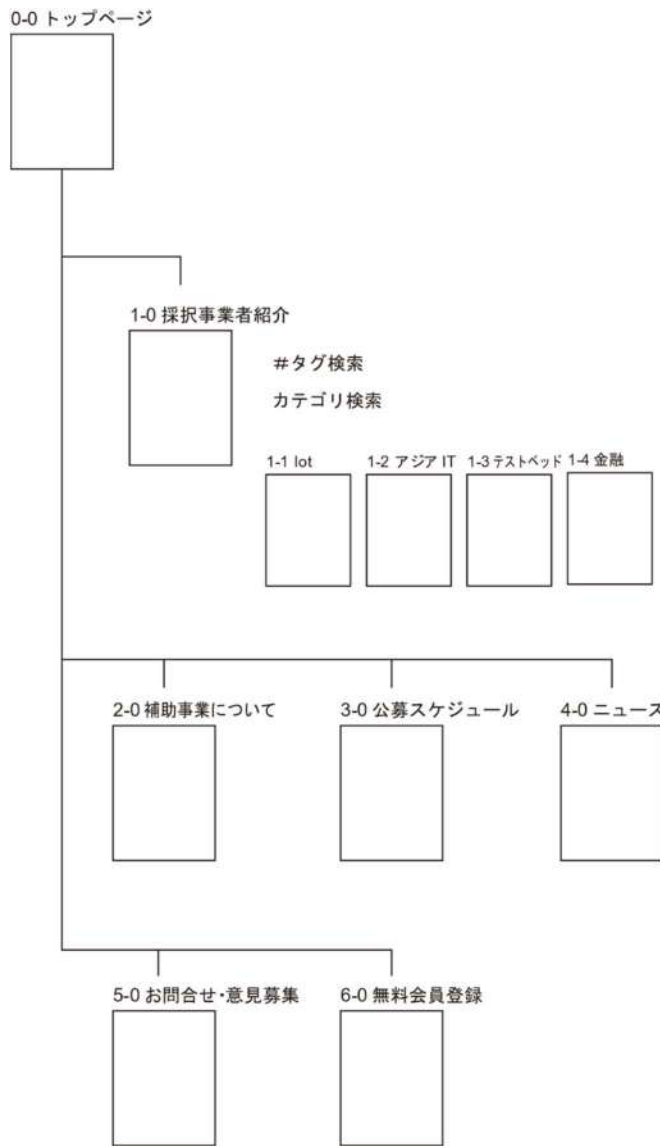 0-0 トップページ
1-0 採択事業者紹介
#タグ検索
カテゴリ検索
1-1 Iot
1-2 アジア IT
1-3 テストベッド
1-4 金融
2-0 補助事業について
3-0 公募スケジュール
4-0 ニュース
5-0 お問合せ・意見募集
6-0 無料会員登録